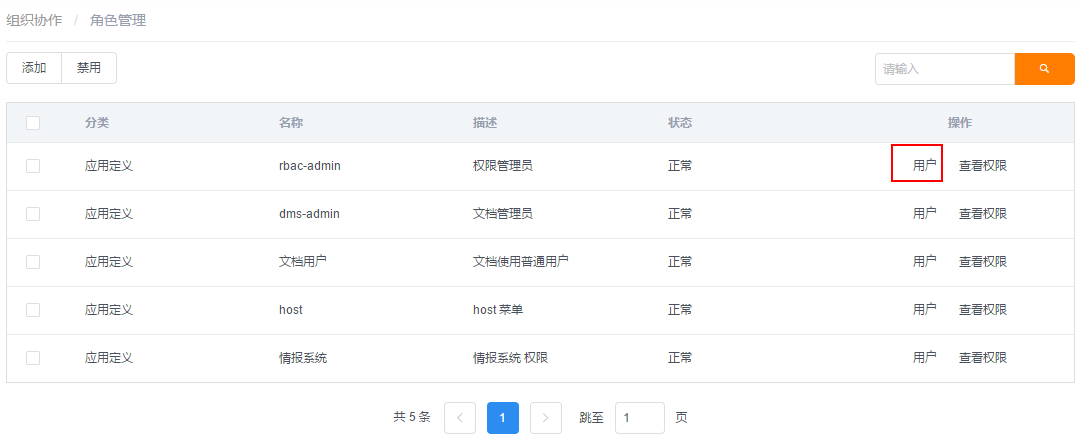 组织协作 / 角色管理
添加 禁用 请输入
分类 名称 描述 状态 操作
应用定义 rbac-admin 权限管理员 正常 用户 查看权限
应用定义 dms-admin 文档管理员 正常 用户 查看权限
应用定义 文档用户 文档使用普通用户 正常 用户 查看权限
应用定义 host host 菜单 正常 用户 查看权限
应用定义 情报系统 情报系统 权限 正常 用户 查看权限
共 5 条 < 1 > 跳至 1 页